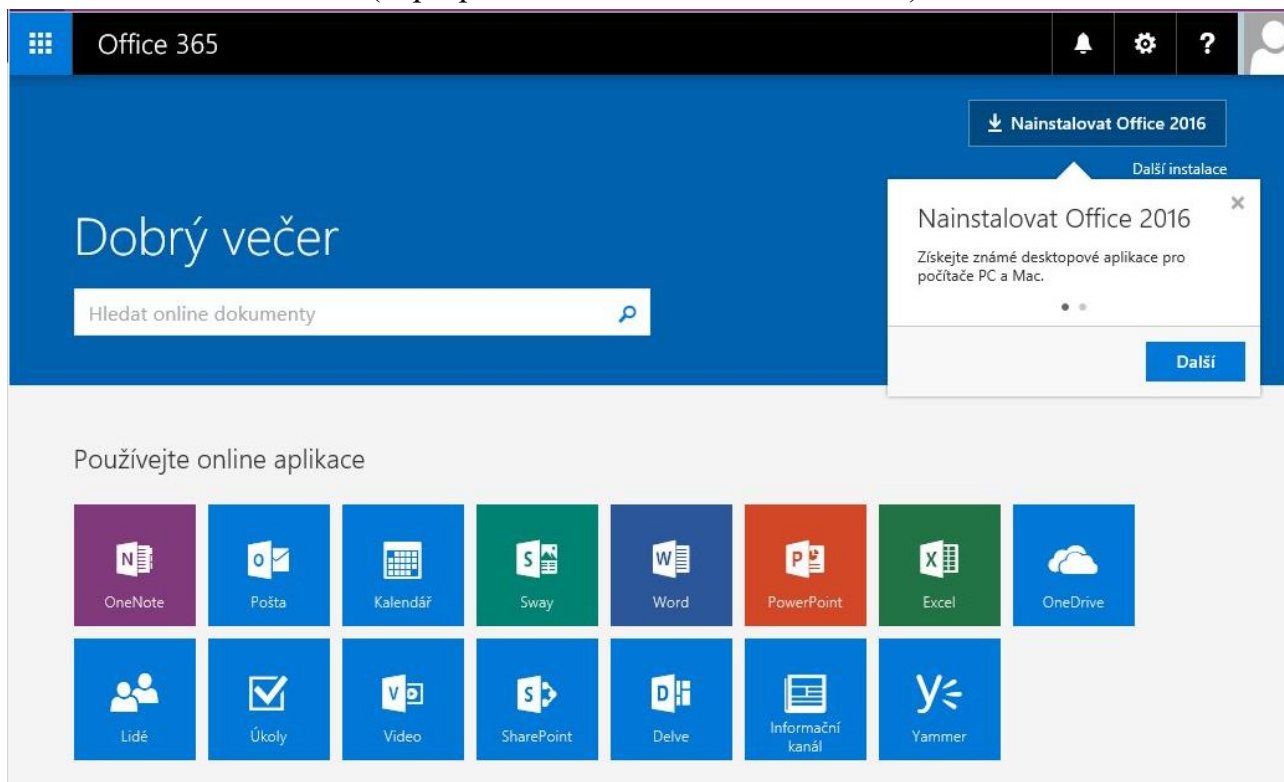 Office 365
?
Nainstalovat Office 2016
Další instalace
Nainstalovat Office 2016
Získejte známé desktopové aplikace pro
počítače PC a Mac.
Další
Dobrý večer
Hledat online dokumenty
Používejte online aplikace
N
OneNote
o
Pošta
Kalendář
S
Sway
W
Word
P
PowerPoint
X
Excel
OneDrive
Lidé
Úkoly
V
Video
S
SharePoint
D
Delve
Informační
kanál
Yammer